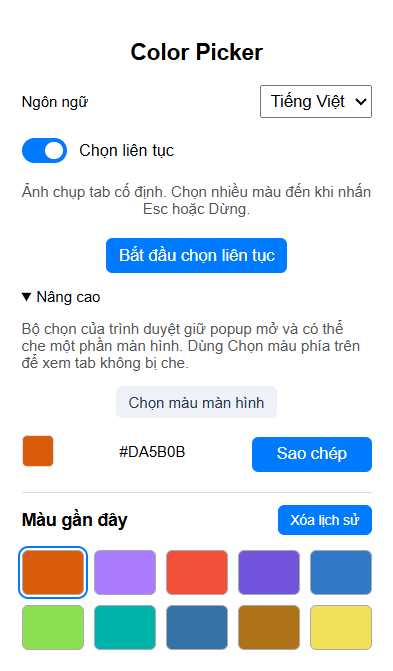 Color Picker
Ngôn ngữ
Tiếng Việt
Chọn liên tục
Ảnh chụp tab cố định. Chọn nhiều màu đến khi nhấn
Esc hoặc Dừng.
Bắt đầu chọn liên tục
Nâng cao
Bộ chọn của trình duyệt giữ popup mở và có thể
che một phần màn hình. Dùng Chọn màu phía trên
để xem tab không bị che.
Chọn màu màn hình
#DA5B0B
Sao chép
Màu gần đây
Xóa lịch sử